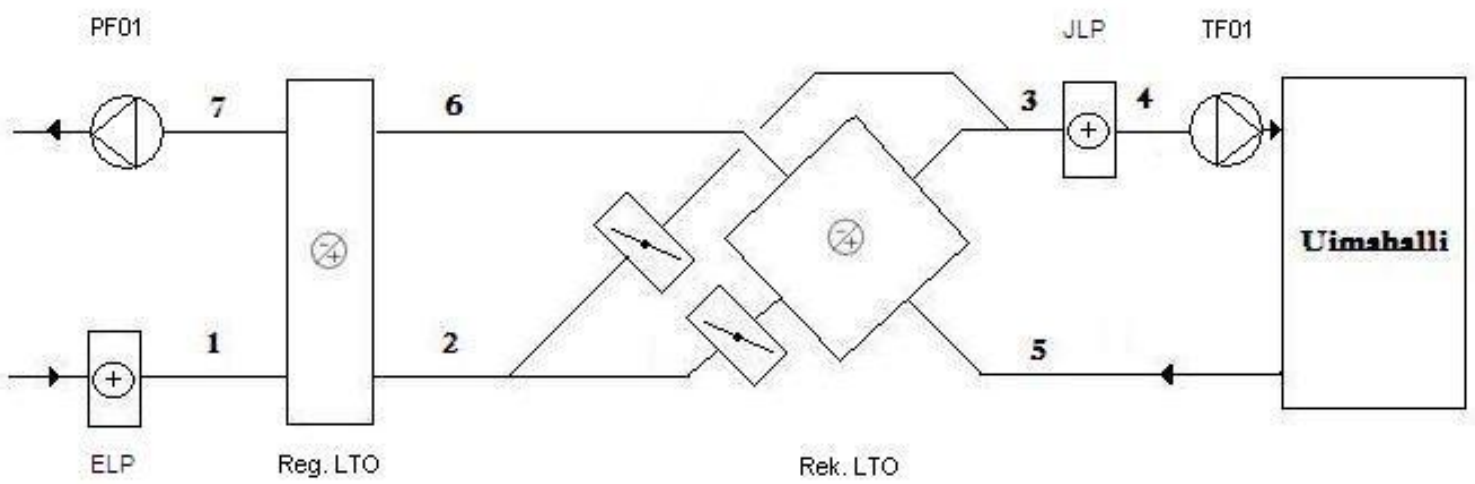 PF01
JLP
TF01
7
6
3
4
Uimahalli
1
2
5
ELP
Reg. LTO
Rek. LTO